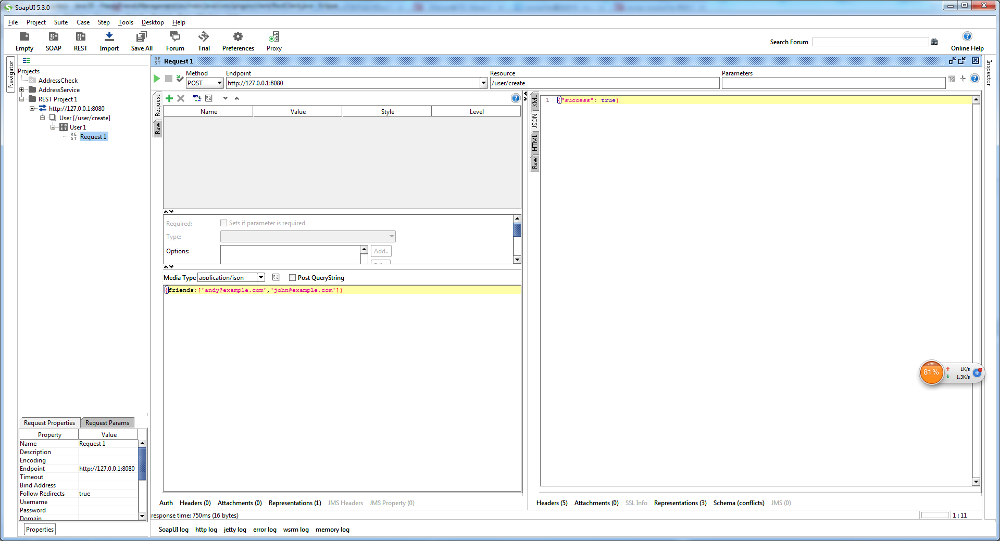 SoapUI 5.3.0
File Project Suite Case Step Tools Desktop Help
Empty SOAP REST Import Save All Forum Trial Preferences Proxy
Search Forum
Online Help
Navigator
Projects
AddressCheck
AddressService
REST Project 1
http://127.0.0.1:8080
User [/user/create]
User 1
Request 1
Request 1
Method Endpoint Resource Parameters
POST http://127.0.0.1:8080 /user/create
Inspector
Request
Raw
Name Value Style Level
Required: Sets if parameter is required
Type:
Options: Add..
Media Type application/json Post QueryString
{friends:['andy@example.com','john@example.com']}
XML
JSON
HTML
Raw
1 {"success": true}
81% 1K/s
1.3K/s
Request Properties Request Params
Property Value
Name Request 1
Description
Encoding
Endpoint http://127.0.0.1:8080
Timeout
Bind Address
Follow Redirects true
Username
Password
Domain
Properties
Auth Headers (0) Attachments (0) Representations (1) JMS Headers JMS Property (0)
Headers (5) Attachments (0) SSL Info Representations (3) Schema (conflicts) JMS (0)
response time: 750ms (16 bytes)
1 : 11
SoapUI log http log jetty log error log wsrm log memory log